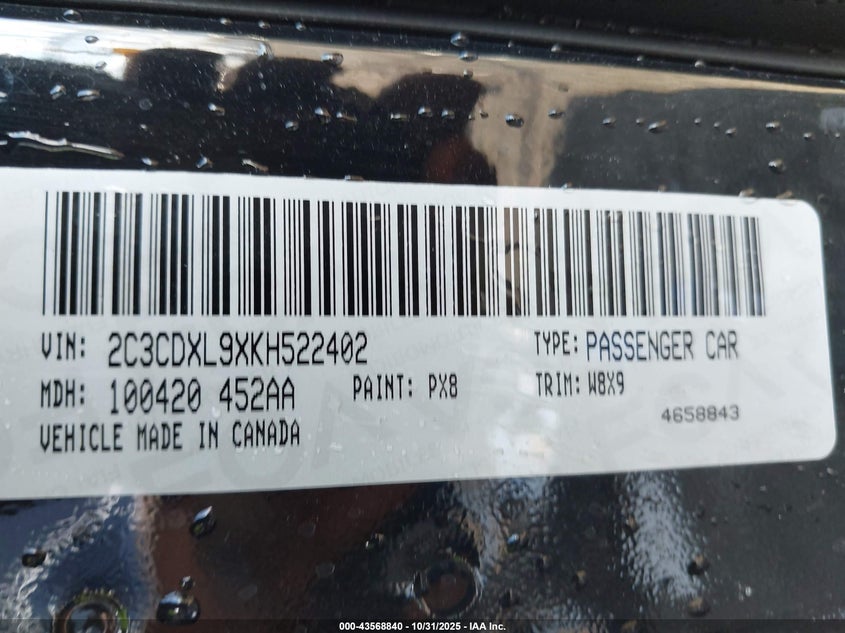 VIN: 2C3CDXL9XKH522402 TYPE: PASSENGER CAR
MDH: 100420 452AA PAINT: PX8 TRIM: W8X9
4658843
VEHICLE MADE IN CANADA
000-43568840 - 10/31/2025 - IAA Inc.